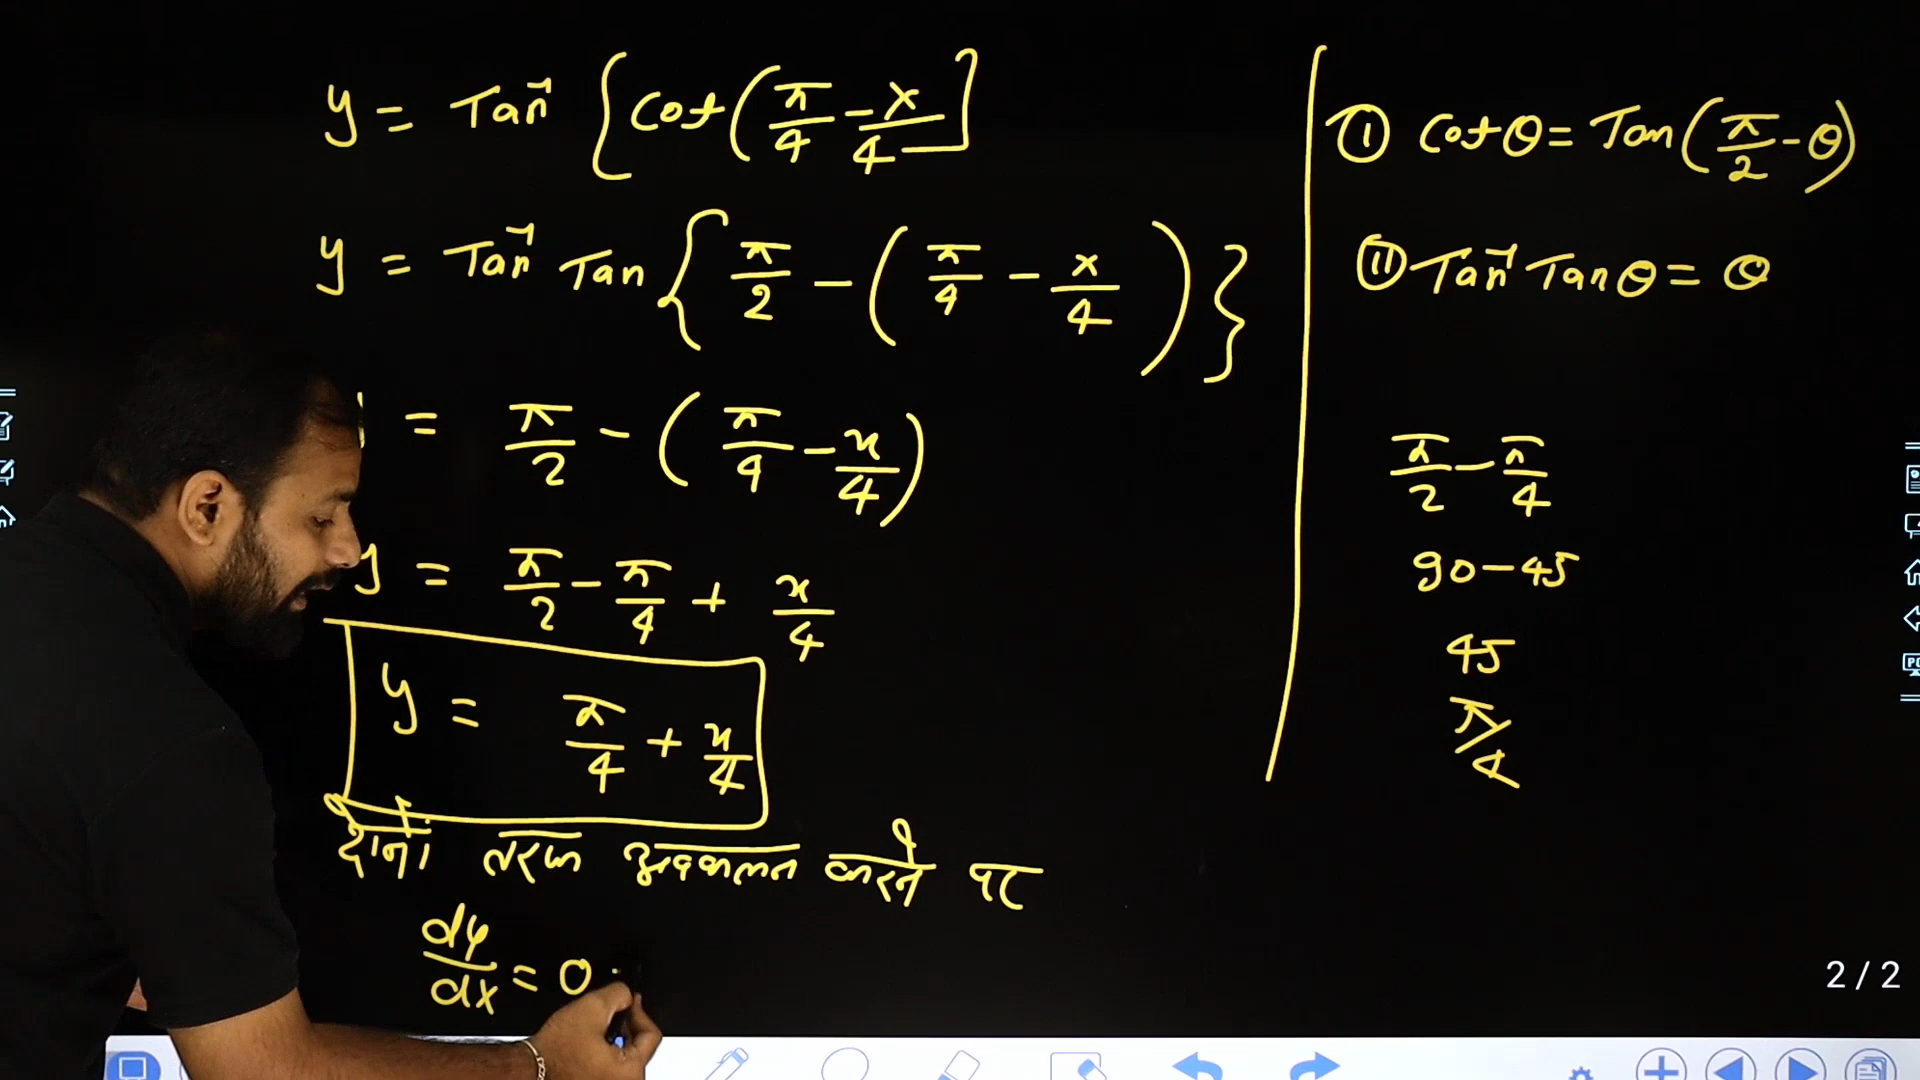 y = Tan⁻¹ {cot(π/4 - x/4]
y = Tan⁻¹ Tan {π/2 - (π/4 - x/4)}
= π/2 - (π/4 - x/4)
y = π/2 - π/4 + x/4
y = π/4 + x/4
दोनों तरफ अवकलन करने पर
dy/dx = 0
① Cotθ = Tan(π/2 - θ)
② Tan⁻¹ Tanθ = θ
π/2 - π/4
90 - 45
45
π/4
2 / 2